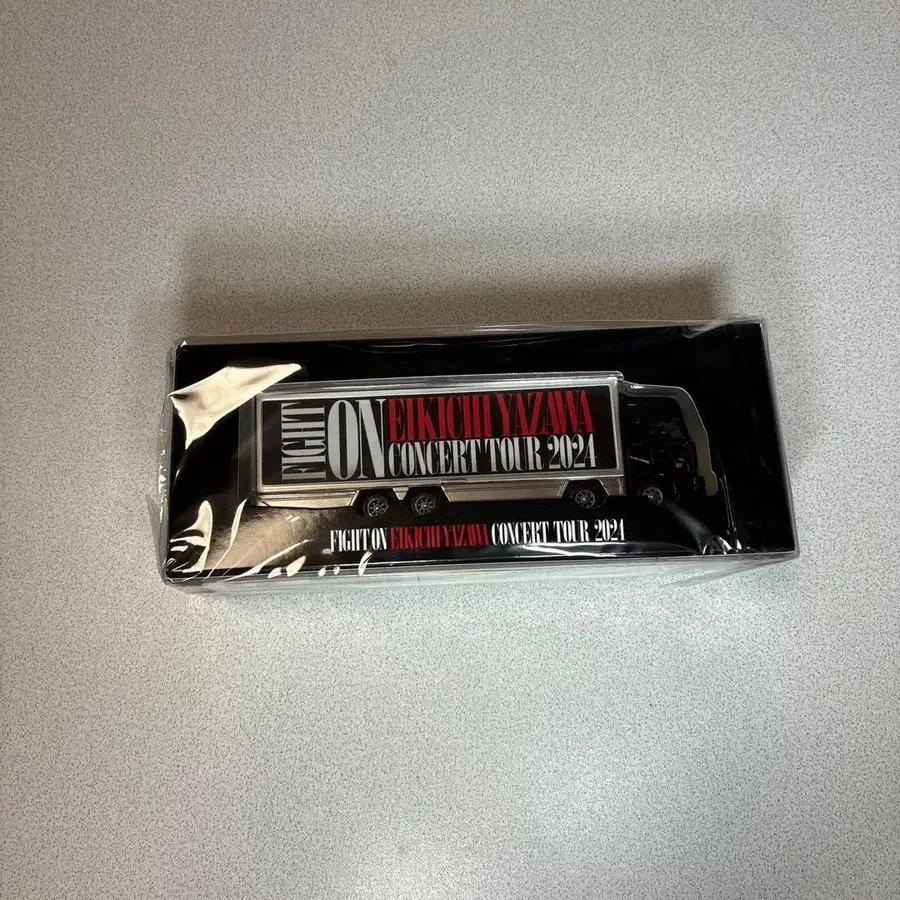 FIGHT
ON
EIKICHI YAZAWA
CONCERT TOUR 2024
FIGHT ON EIKICHI YAZAWA CONCERT TOUR 2024